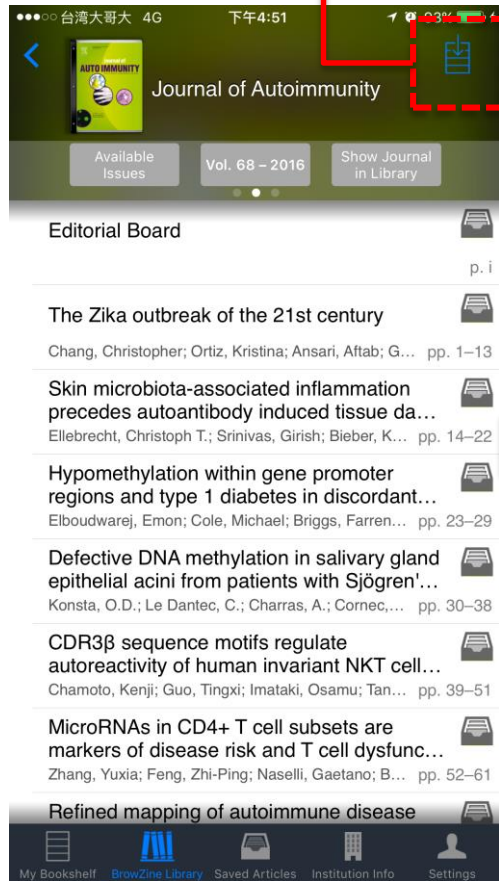 台湾大哥大 4G 下午4:51 93%
Journal of
AUTO IMMUNITY
Journal of Autoimmunity
Available
Issues
Vol. 68 – 2016
Show Journal
in Library
Editorial Board
p. i
The Zika outbreak of the 21st century
Chang, Christopher; Ortiz, Kristina; Ansari, Aftab; G... pp. 1–13
Skin microbiota-associated inflammation
precedes autoantibody induced tissue da...
Ellebrecht, Christoph T.; Srinivas, Girish; Bieber, K... pp. 14–22
Hypomethylation within gene promoter
regions and type 1 diabetes in discordant...
Elboudwarej, Emon; Cole, Michael; Briggs, Farren... pp. 23–29
Defective DNA methylation in salivary gland
epithelial acini from patients with Sjögren'...
Konsta, O.D.; Le Dantec, C.; Charras, A.; Cornec,... pp. 30–38
CDR3β sequence motifs regulate
autoreactivity of human invariant NKT cell...
Chamoto, Kenji; Guo, Tingxi; Imataki, Osamu; Tan... pp. 39–51
MicroRNAs in CD4+ T cell subsets are
markers of disease risk and T cell dysfunc...
Zhang, Yuxia; Feng, Zhi-Ping; Naselli, Gaetano; B... pp. 52–61
Refined mapping of autoimmune disease
My Bookshelf BrowZine Library Saved Articles Institution Info Settings